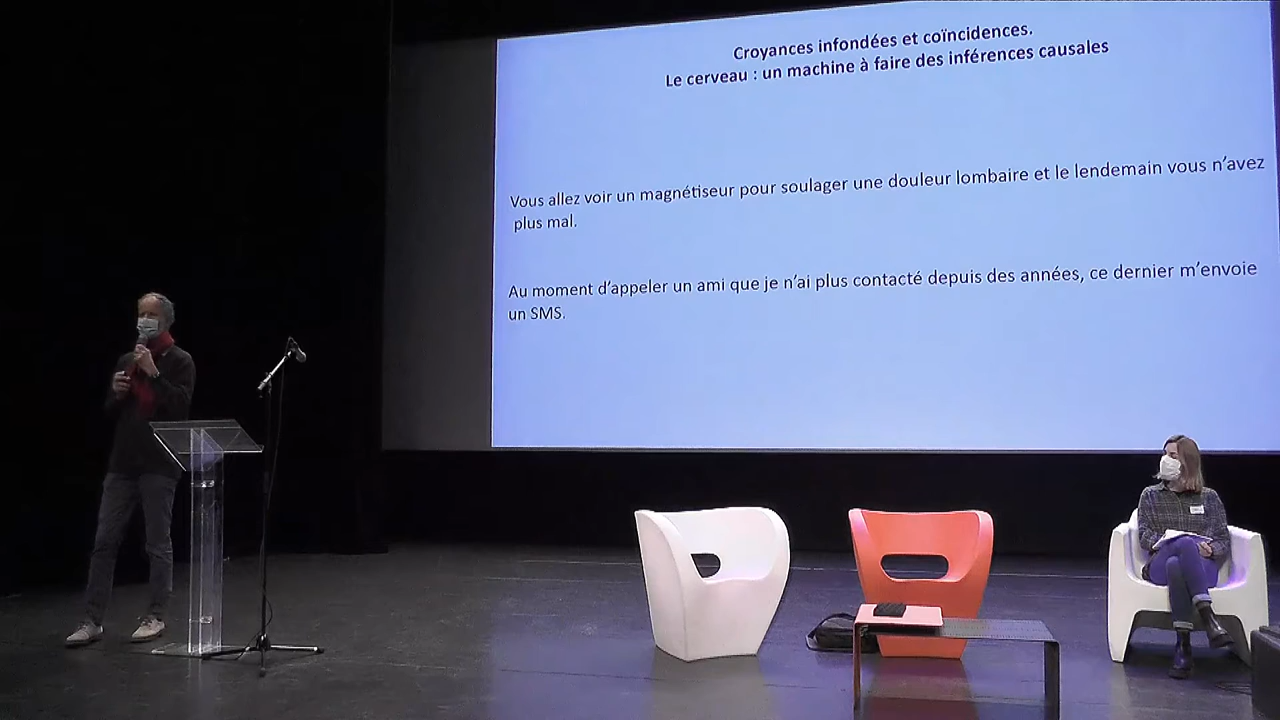 Croyances infondées et coïncidences.
Le cerveau : un machine à faire des inférences causales
Vous allez voir un magnétiseur pour soulager une douleur lombaire et le lendemain vous n’avez
plus mal.
Au moment d’appeler un ami que je n’ai plus contacté depuis des années, ce dernier m’envoie
un SMS.